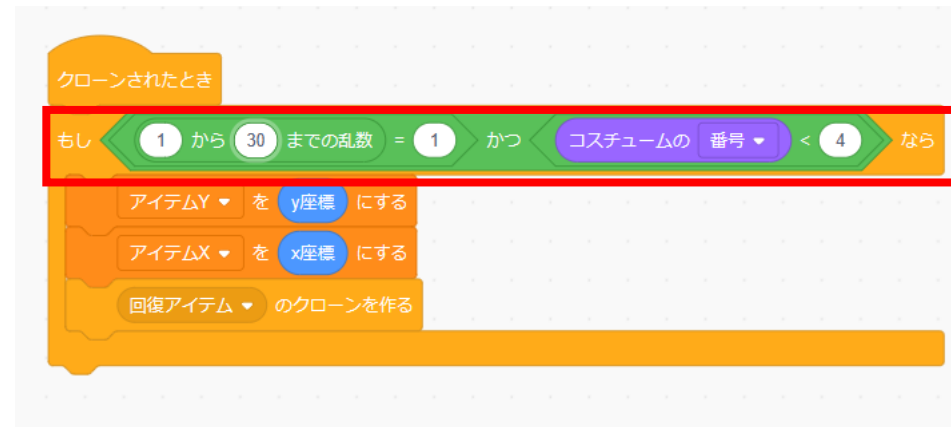 クローンされたとき
もし 1 から 30 までの乱数 = 1 かつ コスチュームの 番号 < 4 なら
アイテムY を y座標 にする
アイテムX を x座標 にする
回復アイテム のクローンを作る